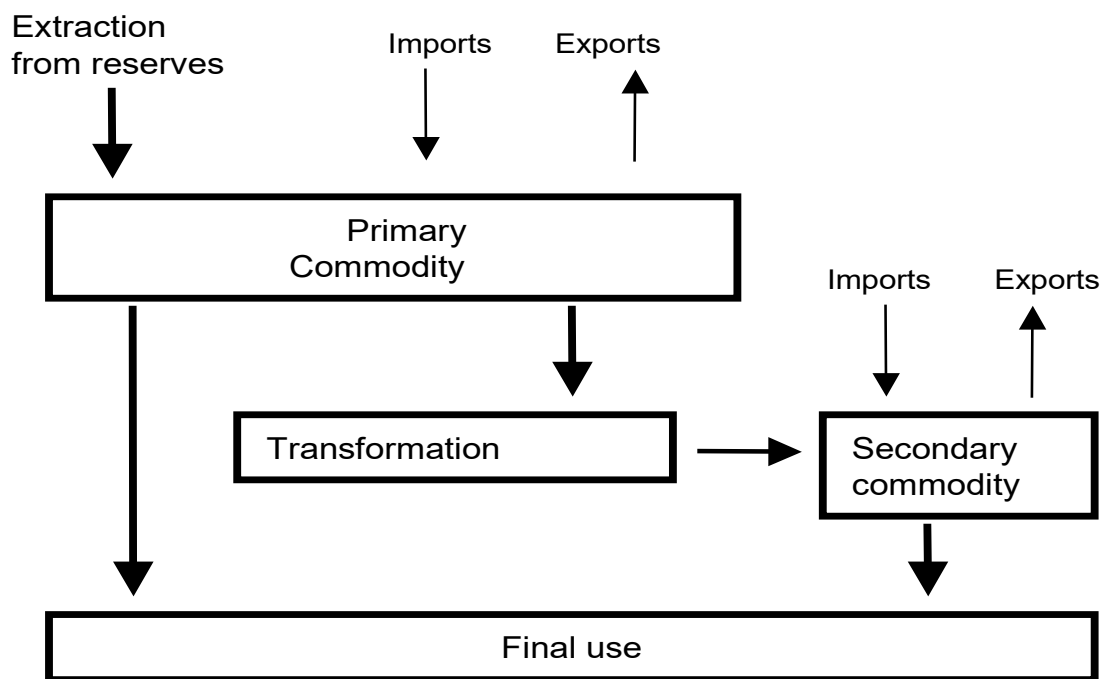 Extraction
from reserves
Imports
Exports
Primary
Commodity
Imports
Exports
Transformation
Secondary
commodity
Final use